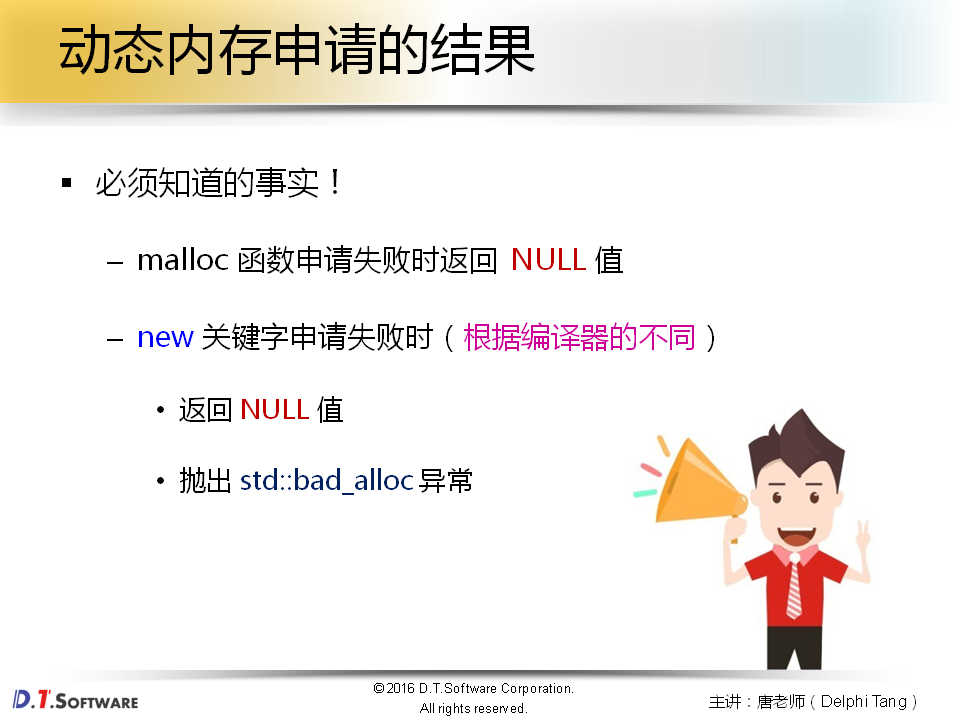 动态内存申请的结果
必须知道的事实！
malloc 函数申请失败时返回 NULL 值
new 关键字申请失败时（根据编译器的不同）
返回 NULL 值
抛出 std::bad_alloc 异常
D.T.SOFTWARE
©2016 D.T.Software Corporation.
All rights reserved.
主讲：唐老师（Delphi Tang）